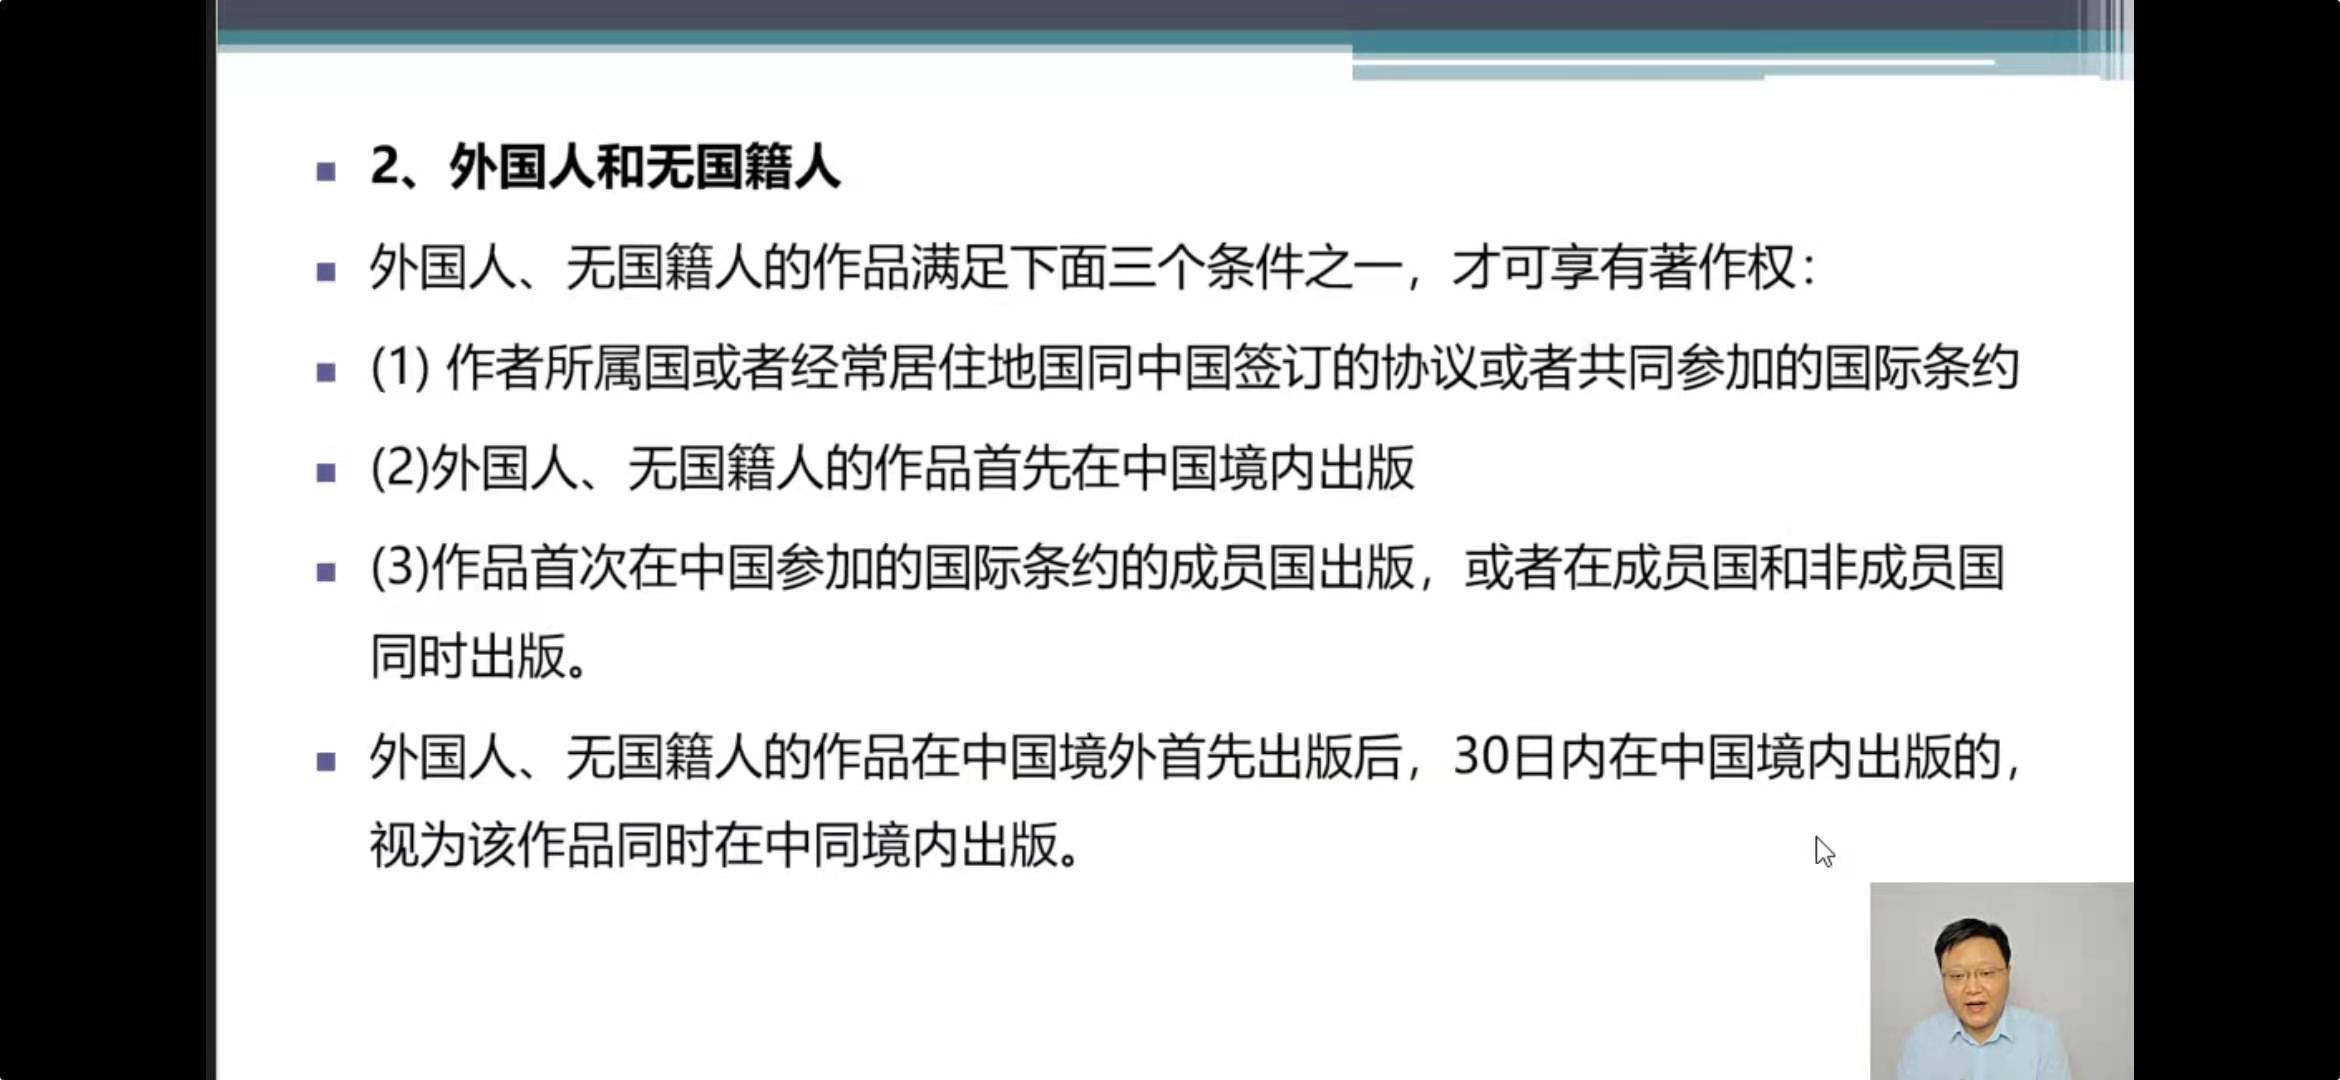 2、外国人和无国籍人
外国人、无国籍人的作品满足下面三个条件之一，才可享有著作权：
(1) 作者所属国或者经常居住地国同中国签订的协议或者共同参加的国际条约
(2)外国人、无国籍人的作品首先在中国境内出版
(3)作品首次在中国参加的国际条约的成员国出版，或者在成员国和非成员国
同时出版。
外国人、无国籍人的作品在中国境外首先出版后，30日内在中国境内出版的，
视为该作品同时在中同境内出版。